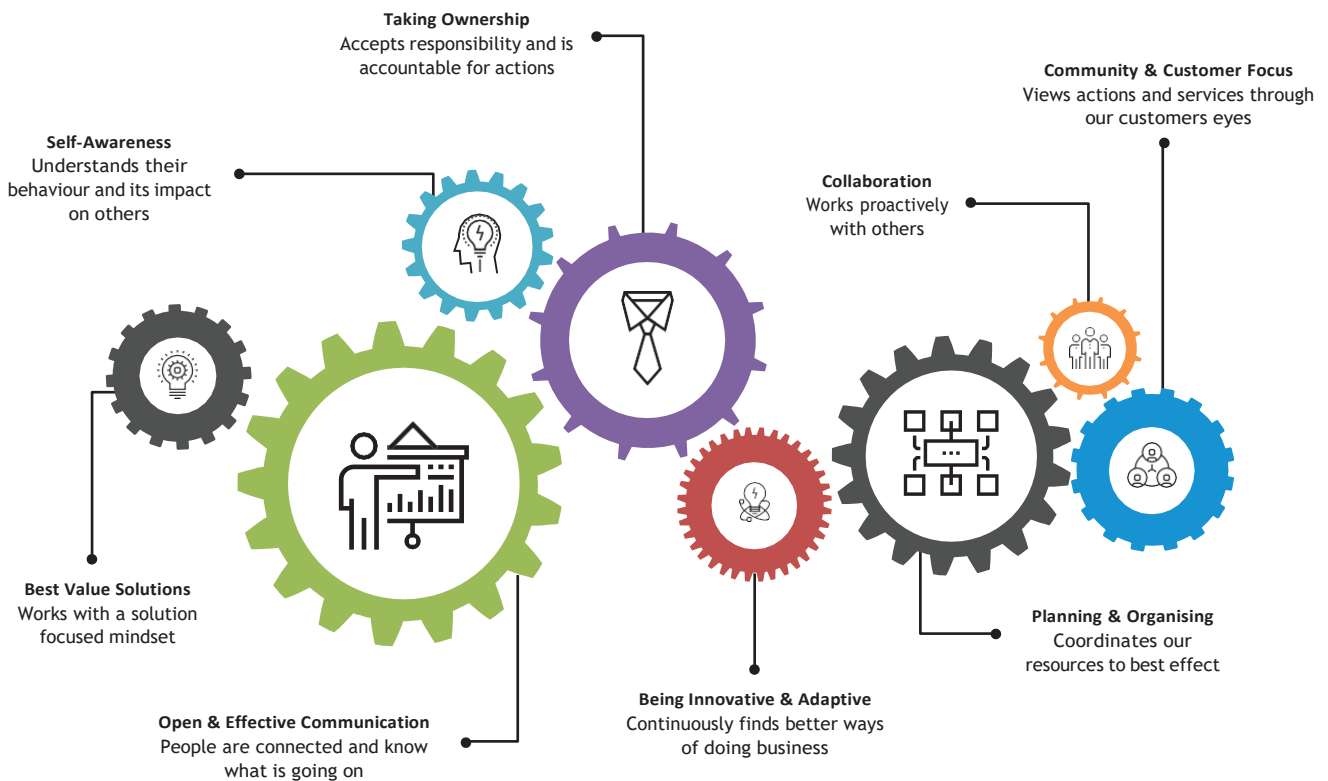 Taking Ownership
Accepts responsibility and is
accountable for actions
Community & Customer Focus
Views actions and services through
our customers eyes
Self-Awareness
Understands their
behaviour and its impact
on others
Collaboration
Works proactively
with others
Best Value Solutions
Works with a solution
focused mindset
Planning & Organising
Coordinates our
resources to best effect
Being Innovative & Adaptive
Continuously finds better ways
of doing business
Open & Effective Communication
People are connected and know
what is going on